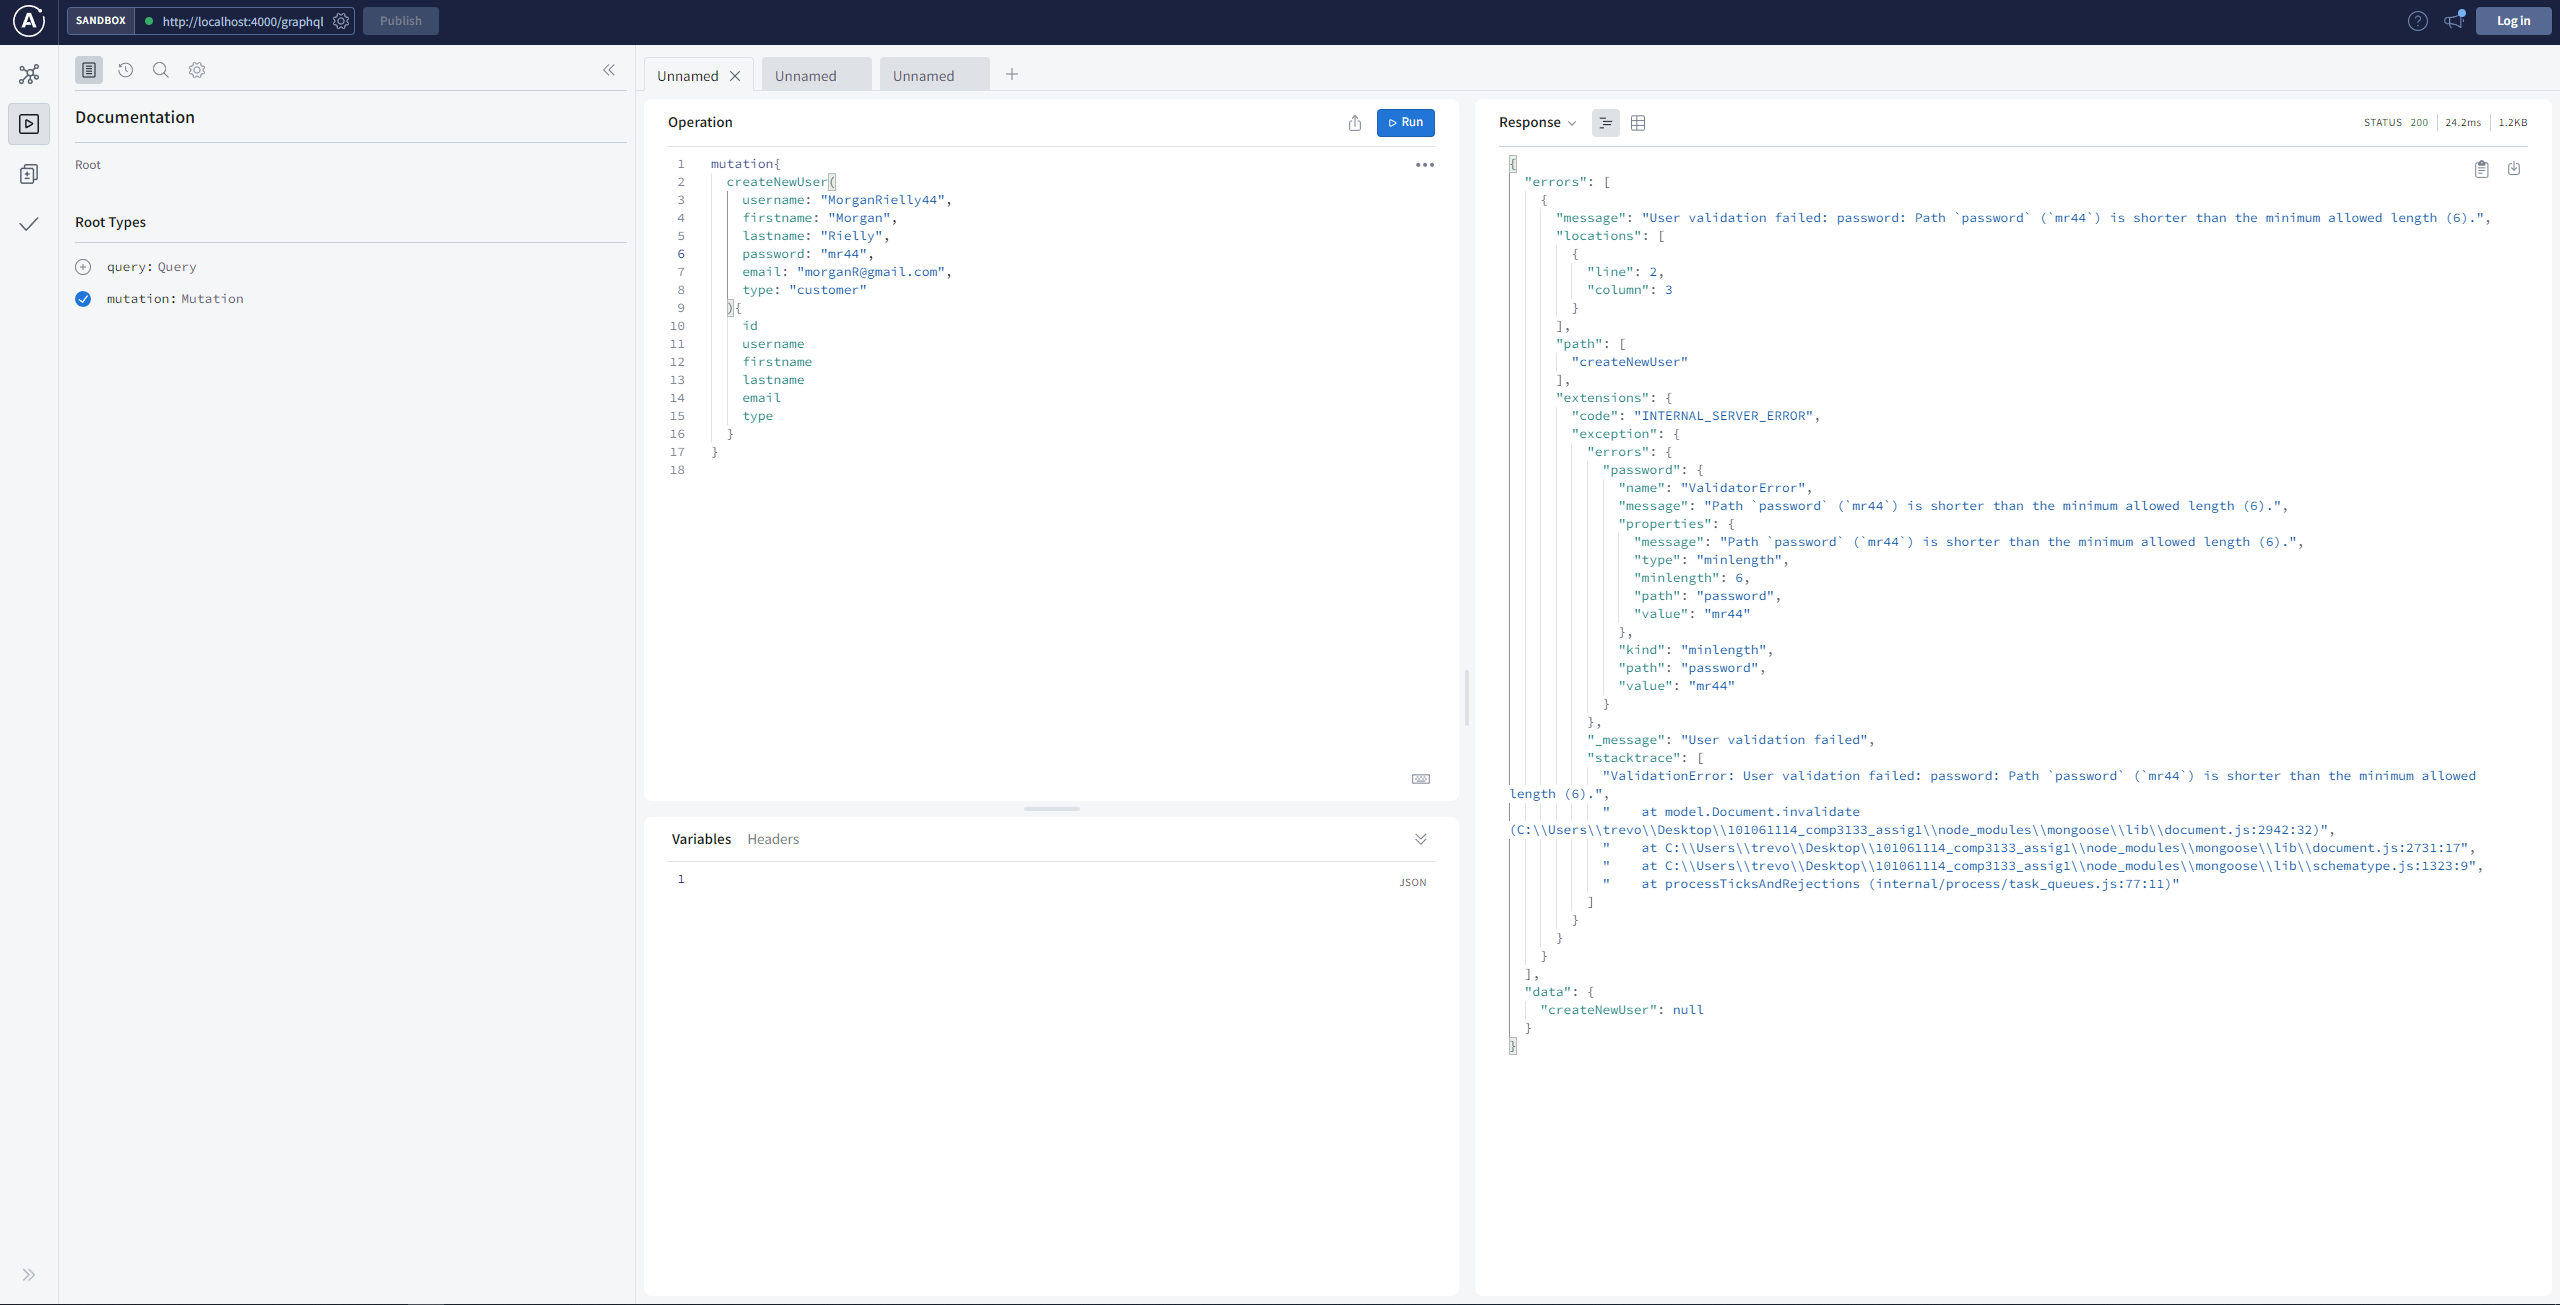 SANDBOX
http://localhost:4000/graphql
Publish
Log in
Documentation
Root
Root Types
query: Query
mutation: Mutation
Unnamed
Unnamed
Unnamed
Operation
Run
1 mutation{
2 createNewUser(
3 username: "MorganRielly44",
4 firstname: "Morgan",
5 lastname: "Rielly",
6 password: "mr44",
7 email: "morganR@gmail.com",
8 type: "customer"
9 ){
10 id
11 username
12 firstname
13 lastname
14 email
15 type
16 }
17 }
18
Variables Headers
1
JSON
Response
STATUS 200 24.2ms 1.2KB
{
"errors": [
{
"message": "User validation failed: password: Path `password` (`mr44`) is shorter than the minimum allowed length (6).",
"locations": [
{
"line": 2,
"column": 3
}
],
"path": [
"createNewUser"
],
"extensions": {
"code": "INTERNAL_SERVER_ERROR",
"exception": {
"errors": {
"password": {
"name": "ValidatorError",
"message": "Path `password` (`mr44`) is shorter than the minimum allowed length (6).",
"properties": {
"message": "Path `password` (`mr44`) is shorter than the minimum allowed length (6).",
"type": "minlength",
"minlength": 6,
"path": "password",
"value": "mr44"
},
"kind": "minlength",
"path": "password",
"value": "mr44"
}
},
"_message": "User validation failed",
"stacktrace": [
"ValidationError: User validation failed: password: Path `password` (`mr44`) is shorter than the minimum allowed
length (6).",
"    at model.Document.invalidate
(C:\\Users\\trevo\\Desktop\\101061114_comp3133_assig1\\node_modules\\mongoose\\lib\\document.js:2942:32)",
"    at C:\\Users\\trevo\\Desktop\\101061114_comp3133_assig1\\node_modules\\mongoose\\lib\\document.js:2731:17",
"    at C:\\Users\\trevo\\Desktop\\101061114_comp3133_assig1\\node_modules\\mongoose\\lib\\schematype.js:1323:9",
"    at processTicksAndRejections (internal/process/task_queues.js:77:11)"
]
}
}
}
],
"data": {
"createNewUser": null
}
}